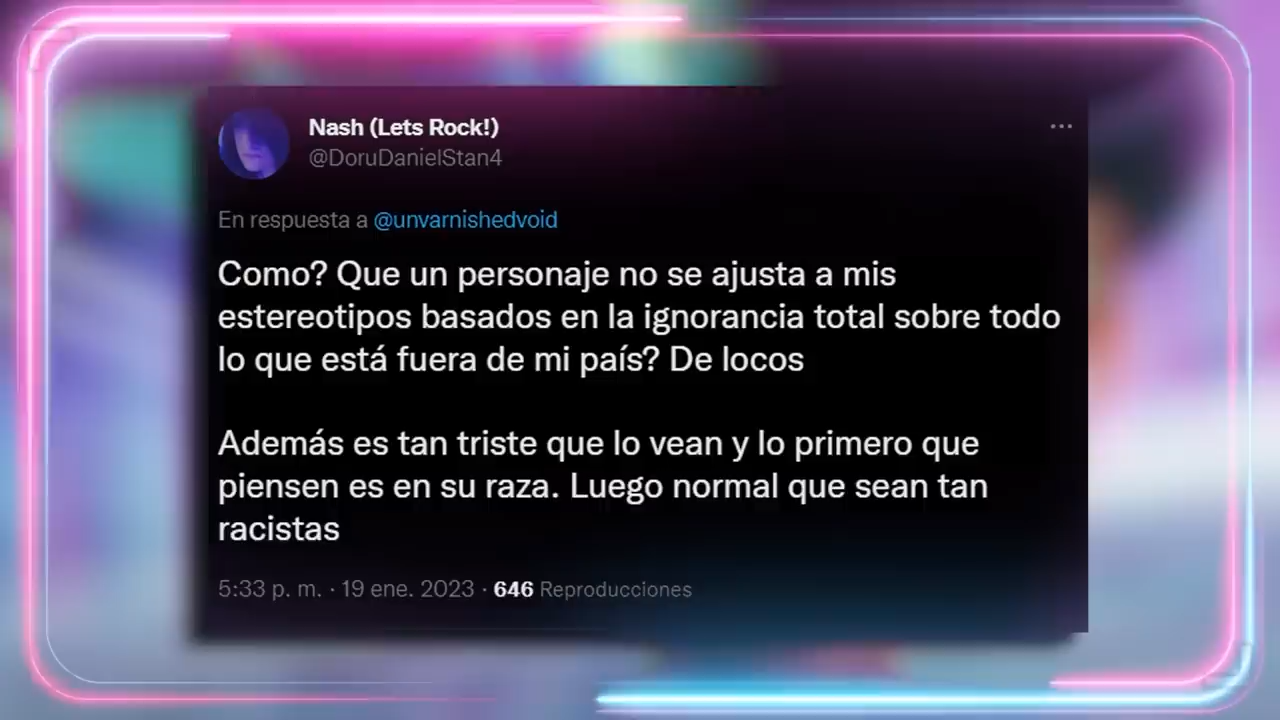 Nash (Lets Rock!)
@DoruDanielStan4
En respuesta a @unvarnishedvoid
Como? Que un personaje no se ajusta a mis
estereotipos basados en la ignorancia total sobre todo
lo que está fuera de mi país? De locos
Además es tan triste que lo vean y lo primero que
piensen es en su raza. Luego normal que sean tan
racistas
5:33 p. m. · 19 ene. 2023 · 646 Reproducciones